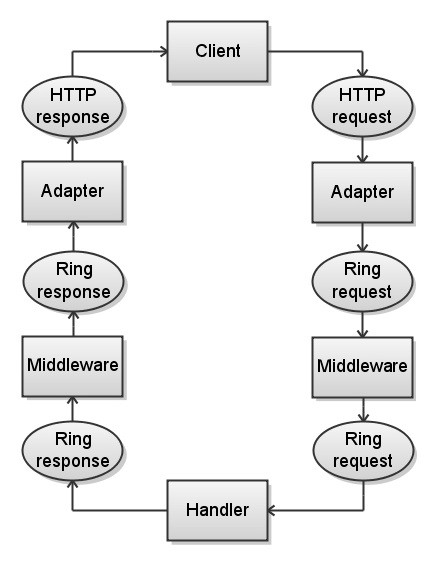 Client
HTTP
request
Adapter
Ring
request
Middleware
Ring
request
Handler
Ring
response
Middleware
Ring
response
Adapter
HTTP
response